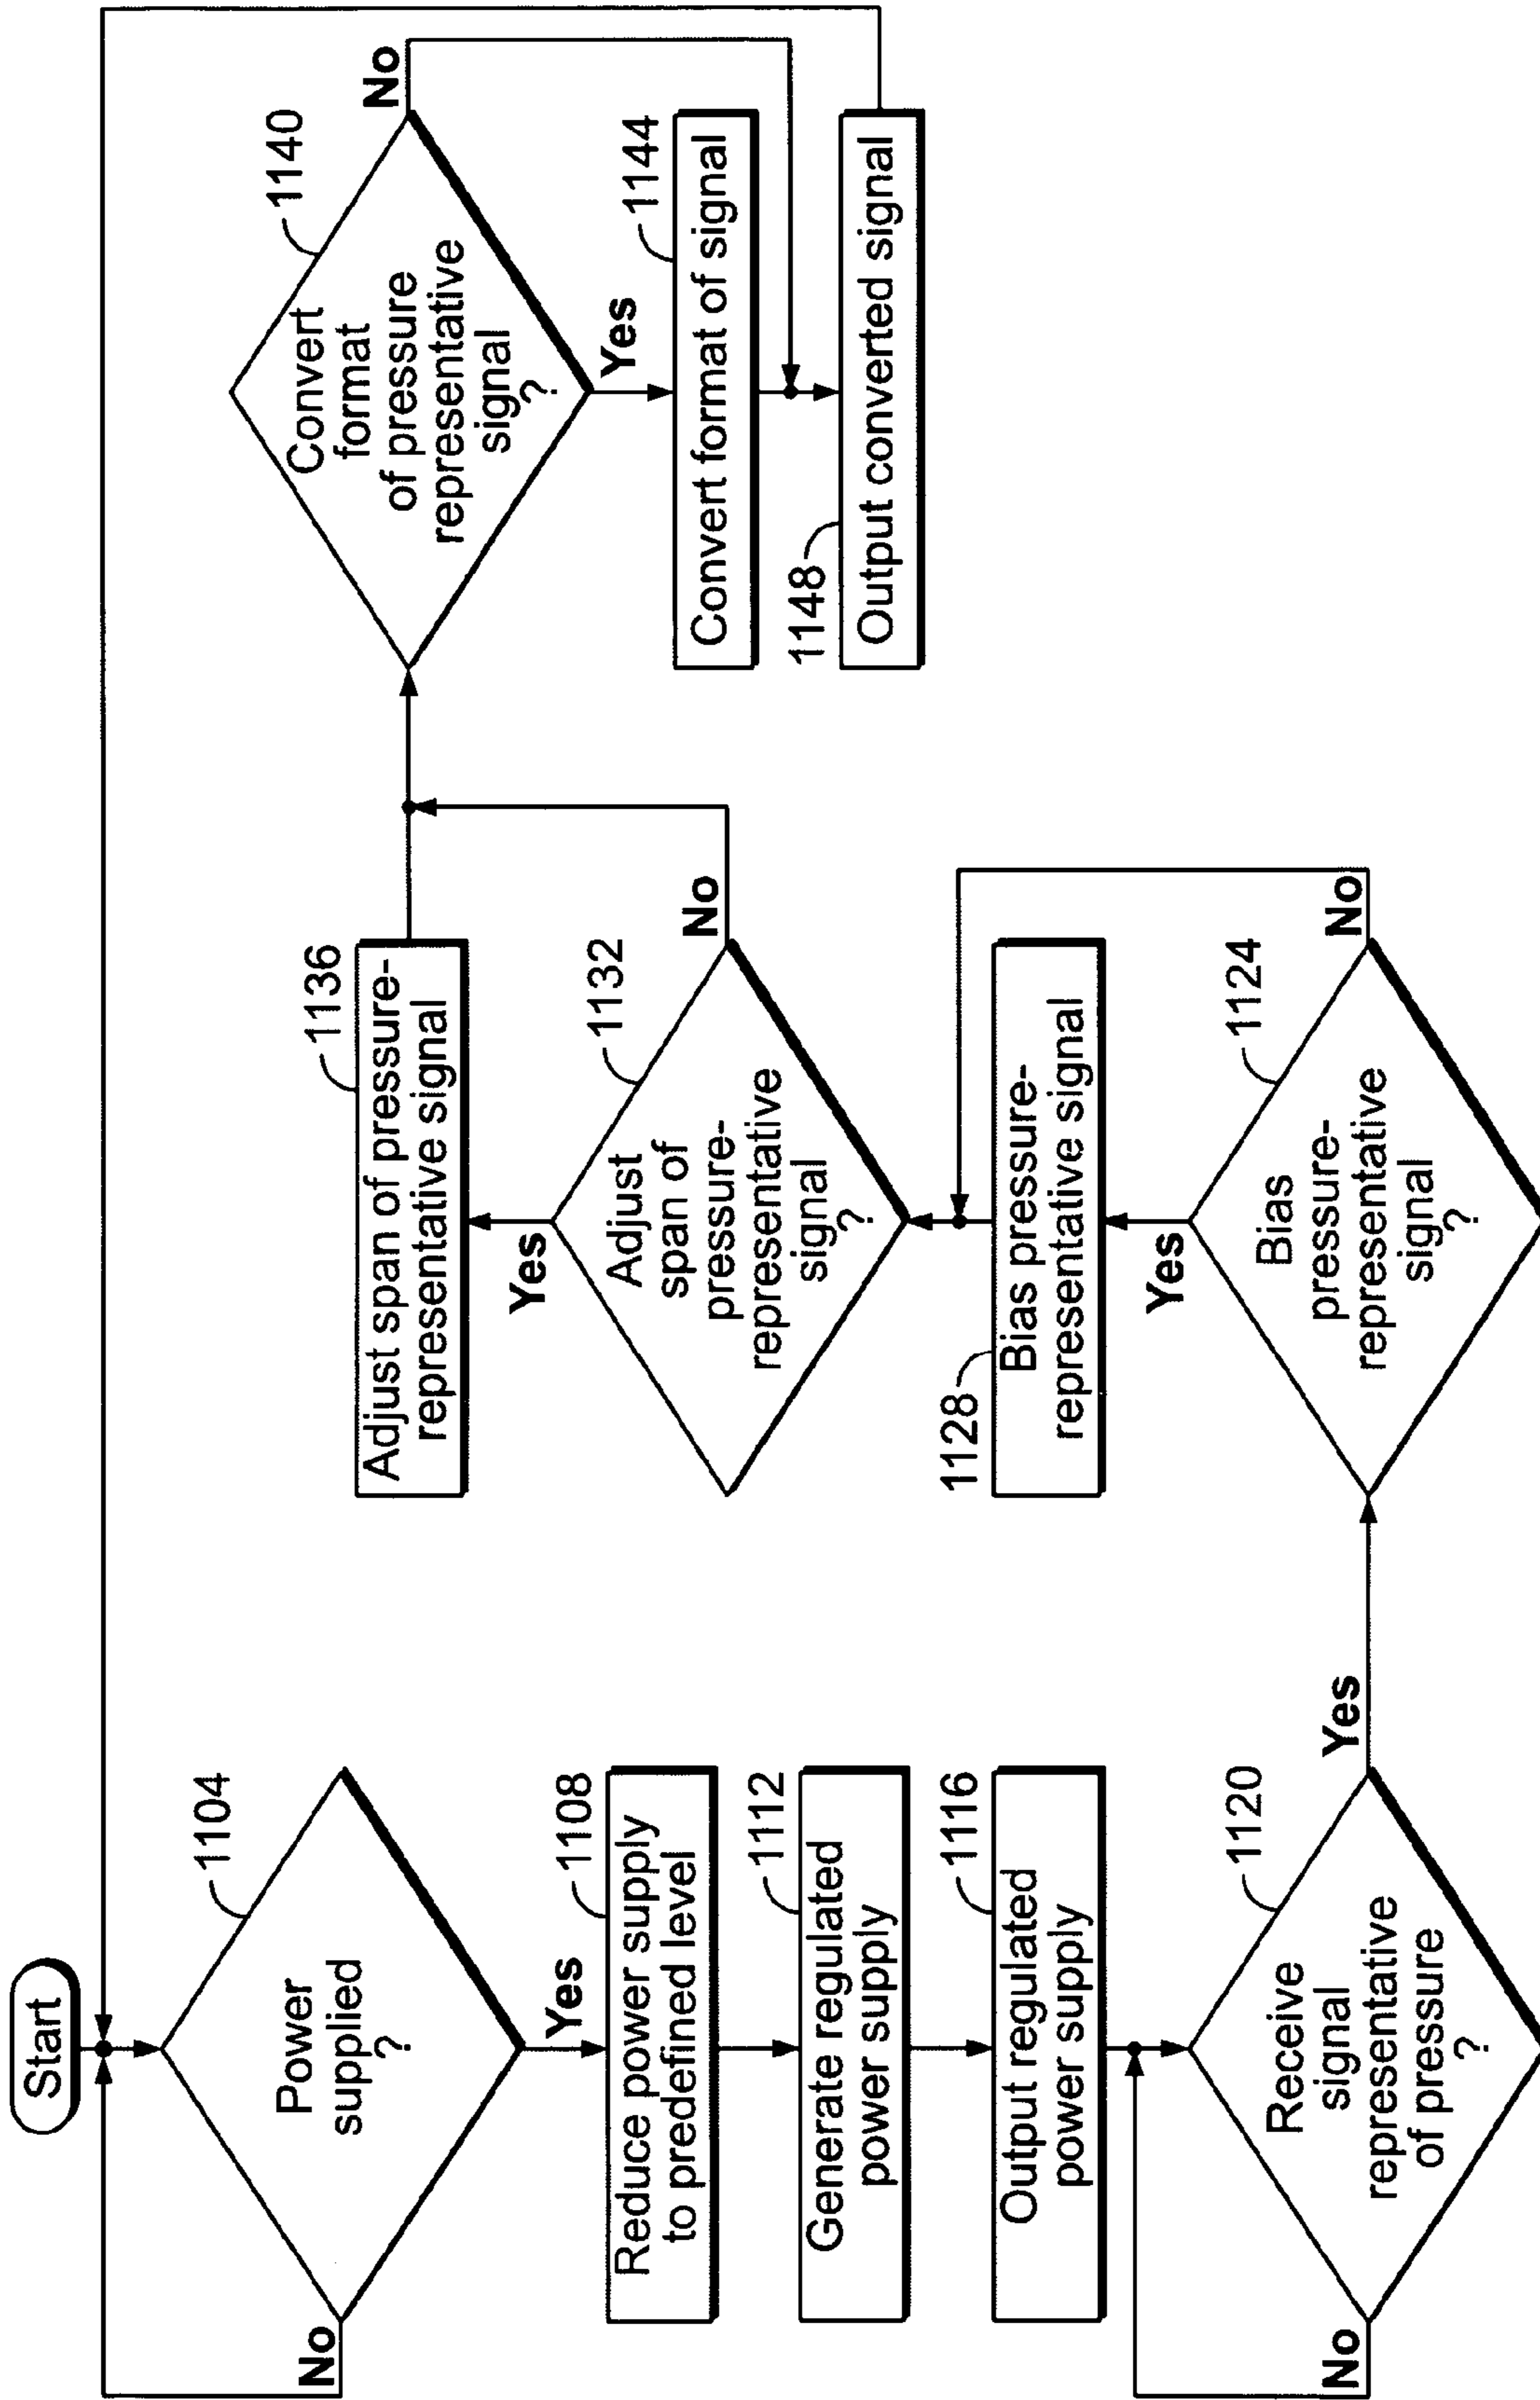 Start
1104
Power
supplied
?
No
Yes
1108
Reduce power supply
to predefined level
1112
Generate regulated
power supply
1116
Output regulated
power supply
1120
Receive
signal
representative
of pressure
?
No
Yes
1124
Bias
pressure-
representative
signal
?
No
Yes
1128
Bias pressure-
representative signal
1132
Adjust
span of
pressure-
representative
signal
?
No
Yes
1136
Adjust span of pressure-
representative signal
1140
Convert
format
of pressure
representative
signal
?
No
Yes
1144
Convert format of signal
1148
Output converted signal